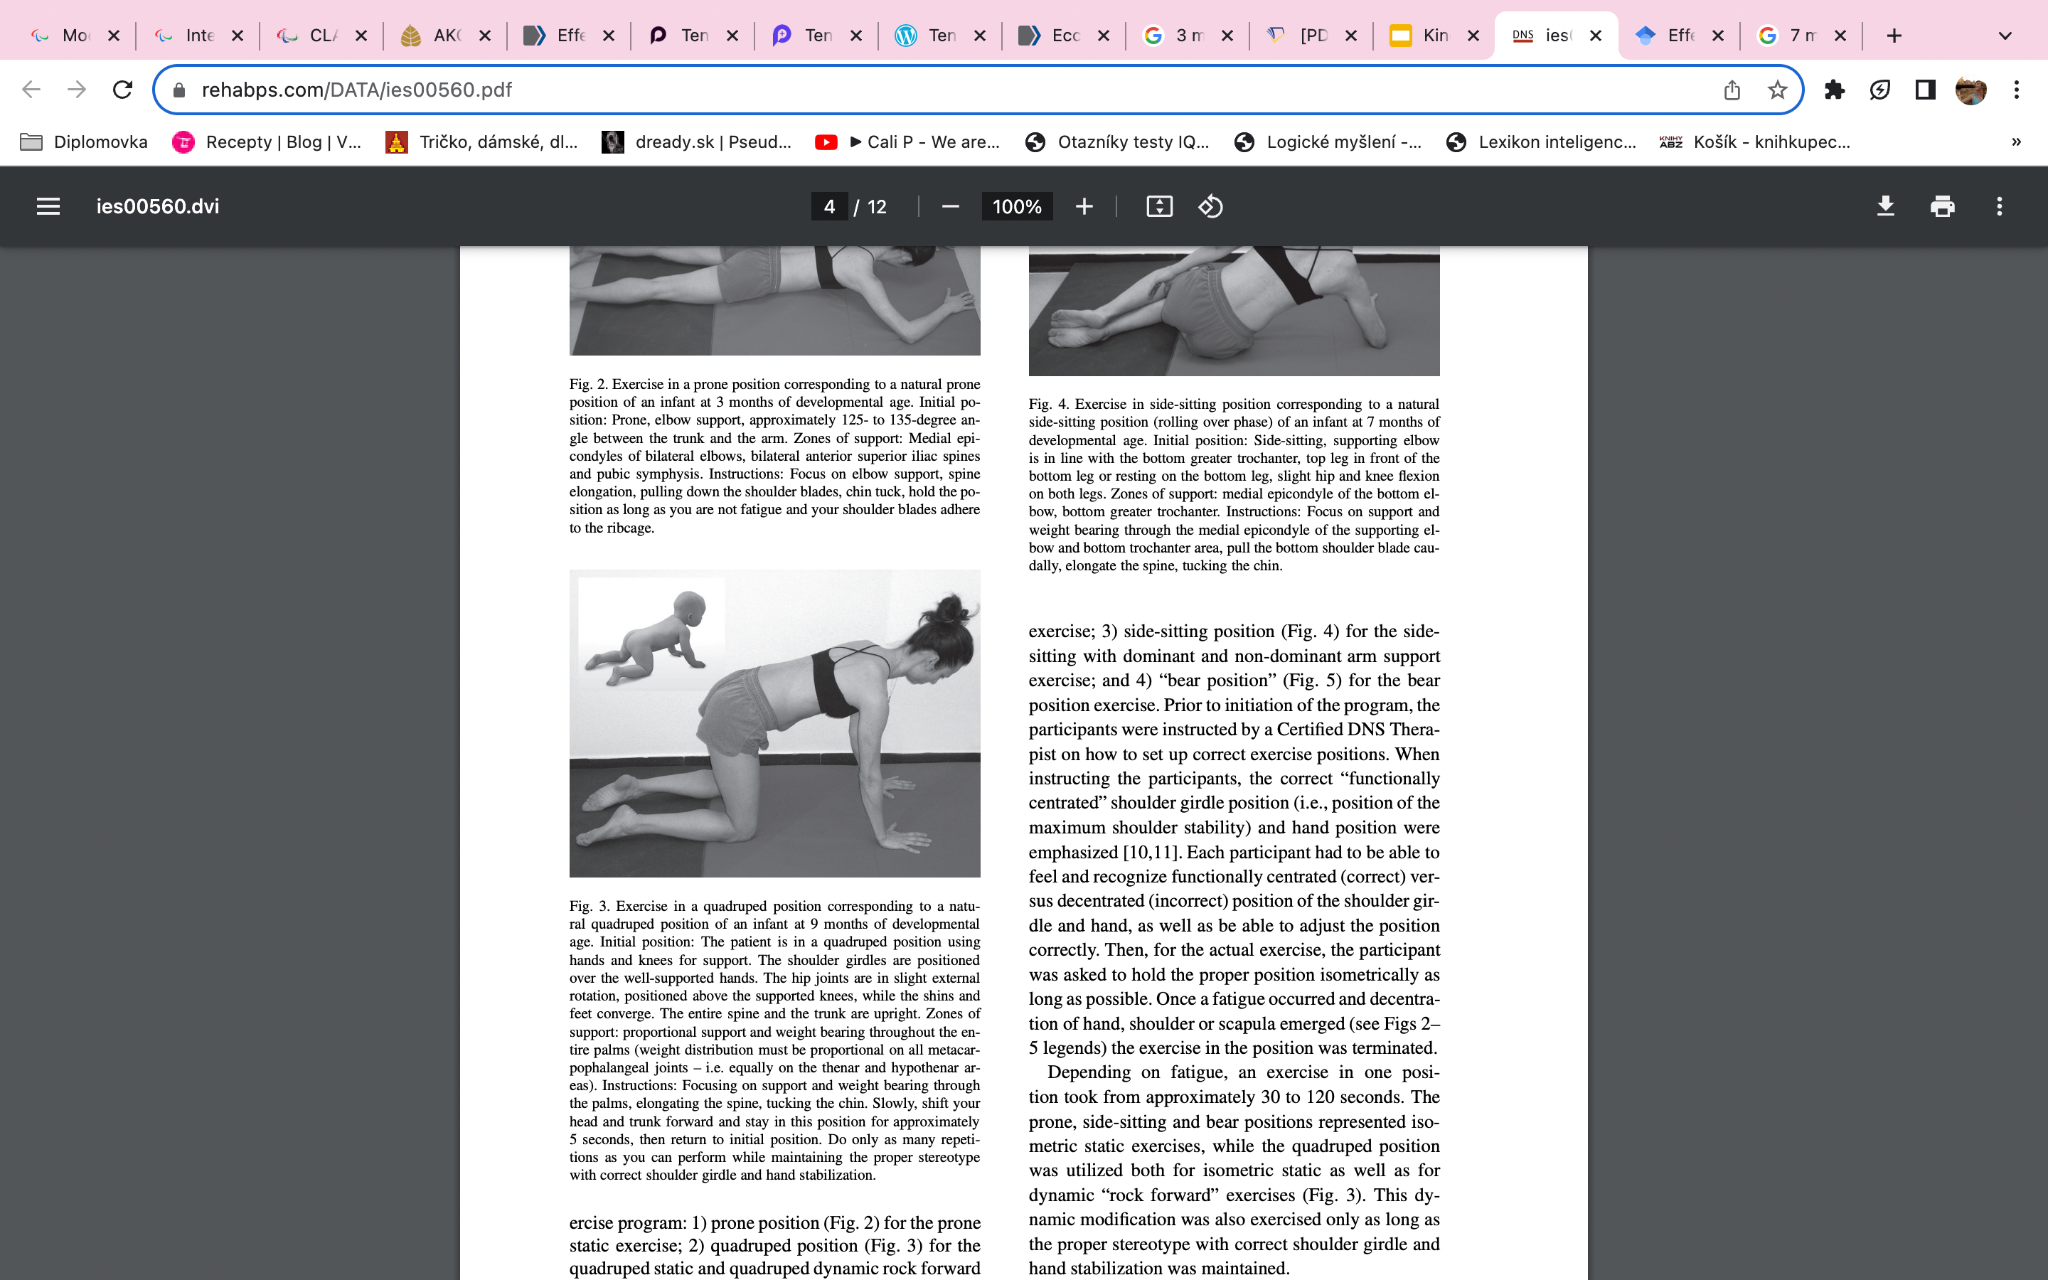 Mo
Inte
CLA
AK
Effe
Ten
Ten
Ten
Ecc
3 m
[PD
Kin
DNS ies
Effe
7 m
rehabps.com/DATA/ies00560.pdf
Diplomovka
Recepty | Blog | V...
Tričko, dámské, dl...
dready.sk | Pseud...
► Cali P - We are...
Otazníky testy IQ...
Logické myšlení -...
Lexikon inteligenc...
KNIHY ABZ
Košík - knihkupec...
»
ies00560.dvi
4 / 12
100%
Fig. 2. Exercise in a prone position corresponding to a natural prone
position of an infant at 3 months of developmental age. Initial po-
sition: Prone, elbow support, approximately 125- to 135-degree an-
gle between the trunk and the arm. Zones of support: Medial epi-
condyles of bilateral elbows, bilateral anterior superior iliac spines
and pubic symphysis. Instructions: Focus on elbow support, spine
elongation, pulling down the shoulder blades, chin tuck, hold the po-
sition as long as you are not fatigue and your shoulder blades adhere
to the ribcage.
Fig. 3. Exercise in a quadruped position corresponding to a natu-
ral quadruped position of an infant at 9 months of developmental
age. Initial position: The patient is in a quadruped position using
hands and knees for support. The shoulder girdles are positioned
over the well-supported hands. The hip joints are in slight external
rotation, positioned above the supported knees, while the shins and
feet converge. The entire spine and the trunk are upright. Zones of
support: proportional support and weight bearing throughout the en-
tire palms (weight distribution must be proportional on all metacar-
pophalangeal joints – i.e. equally on the thenar and hypothenar ar-
eas). Instructions: Focusing on support and weight bearing through
the palms, elongating the spine, tucking the chin. Slowly, shift your
head and trunk forward and stay in this position for approximately
5 seconds, then return to initial position. Do only as many repeti-
tions as you can perform while maintaining the proper stereotype
with correct shoulder girdle and hand stabilization.
ercise program: 1) prone position (Fig. 2) for the prone
static exercise; 2) quadruped position (Fig. 3) for the
quadruped static and quadruped dynamic rock forward
Fig. 4. Exercise in side-sitting position corresponding to a natural
side-sitting position (rolling over phase) of an infant at 7 months of
developmental age. Initial position: Side-sitting, supporting elbow
is in line with the bottom greater trochanter, top leg in front of the
bottom leg or resting on the bottom leg, slight hip and knee flexion
on both legs. Zones of support: medial epicondyle of the bottom el-
bow, bottom greater trochanter. Instructions: Focus on support and
weight bearing through the medial epicondyle of the supporting el-
bow and bottom trochanter area, pull the bottom shoulder blade cau-
dally, elongate the spine, tucking the chin.
exercise; 3) side-sitting position (Fig. 4) for the side-
sitting with dominant and non-dominant arm support
exercise; and 4) “bear position” (Fig. 5) for the bear
position exercise. Prior to initiation of the program, the
participants were instructed by a Certified DNS Thera-
pist on how to set up correct exercise positions. When
instructing the participants, the correct “functionally
centrated” shoulder girdle position (i.e., position of the
maximum shoulder stability) and hand position were
emphasized [10,11]. Each participant had to be able to
feel and recognize functionally centrated (correct) ver-
sus decentrated (incorrect) position of the shoulder gir-
dle and hand, as well as be able to adjust the position
correctly. Then, for the actual exercise, the participant
was asked to hold the proper position isometrically as
long as possible. Once a fatigue occurred and decentra-
tion of hand, shoulder or scapula emerged (see Figs 2–
5 legends) the exercise in the position was terminated.
Depending on fatigue, an exercise in one posi-
tion took from approximately 30 to 120 seconds. The
prone, side-sitting and bear positions represented iso-
metric static exercises, while the quadruped position
was utilized both for isometric static as well as for
dynamic “rock forward” exercises (Fig. 3). This dy-
namic modification was also exercised only as long as
the proper stereotype with correct shoulder girdle and
hand stabilization was maintained.